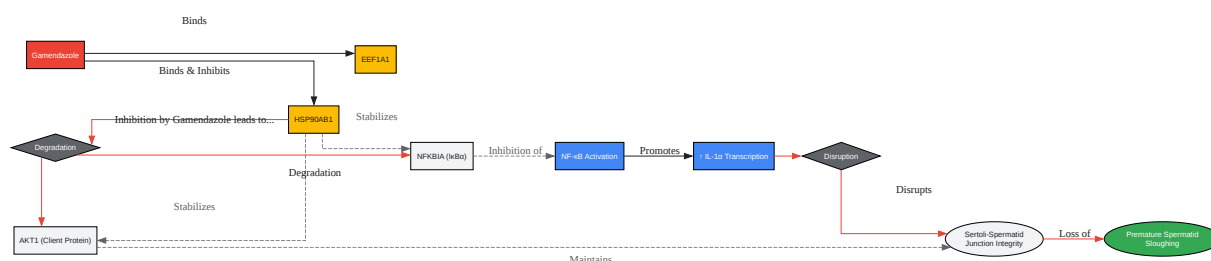 Binds
Gamendazole
EEF1A1
Binds & Inhibits
HSP90AB1
Inhibition by Gamendazole leads to...
Stabilizes
Degradation
NFKBIA (IκBα)
Inhibition of
NF-κB Activation
Promotes
↑ IL-1α Transcription
Disruption
Degradation
Disrupts
Stabilizes
AKT1 (Client Protein)
Sertoli-Spermatid
Junction Integrity
Loss of
Premature Spermatid
Sloughing
Maintains